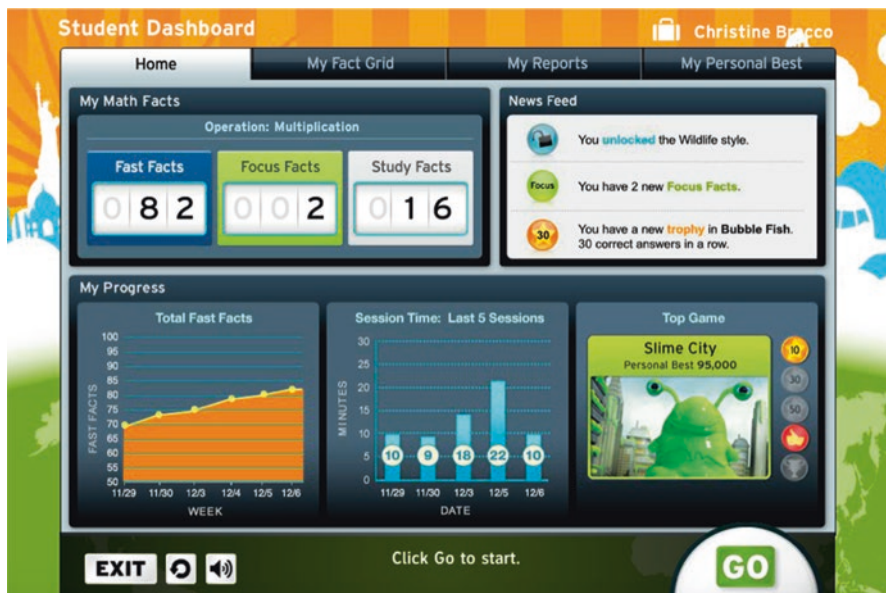 Student Dashboard
Christine Bracco
Home
My Fact Grid
My Reports
My Personal Best
My Math Facts
Operation: Multiplication
Fast Facts
Focus Facts
Study Facts
0 8 2
0 0 2
0 1 6
News Feed
You unlocked the Wildlife style.
Focus
You have 2 new Focus Facts.
30
You have a new trophy in Bubble Fish.
30 correct answers in a row.
My Progress
Total Fast Facts
100
95
90
85
80
75
70
65
60
55
50
FAST FACTS
11/29 11/30 12/3 12/4 12/5 12/6
WEEK
Session Time: Last 5 Sessions
30
25
20
15
10
5
0
MINUTES
10 9 18 22 10
11/29 11/30 12/3 12/5 12/6
DATE
Top Game
Slime City
Personal Best 95,000
10
30
50
EXIT
Click Go to start.
GO